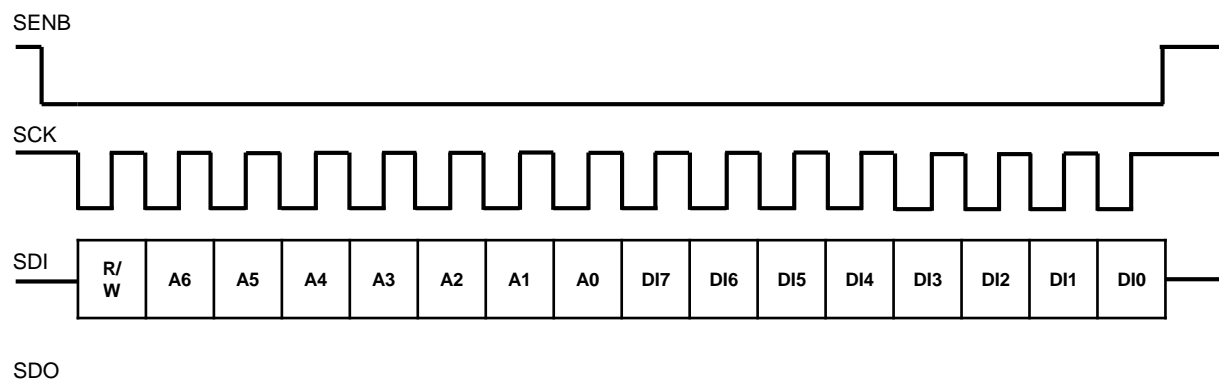 SENB
SCK
SDI
R/
W
A6 A5 A4 A3 A2 A1 A0 DI7 DI6 DI5 DI4 DI3 DI2 DI1 DI0
SDO